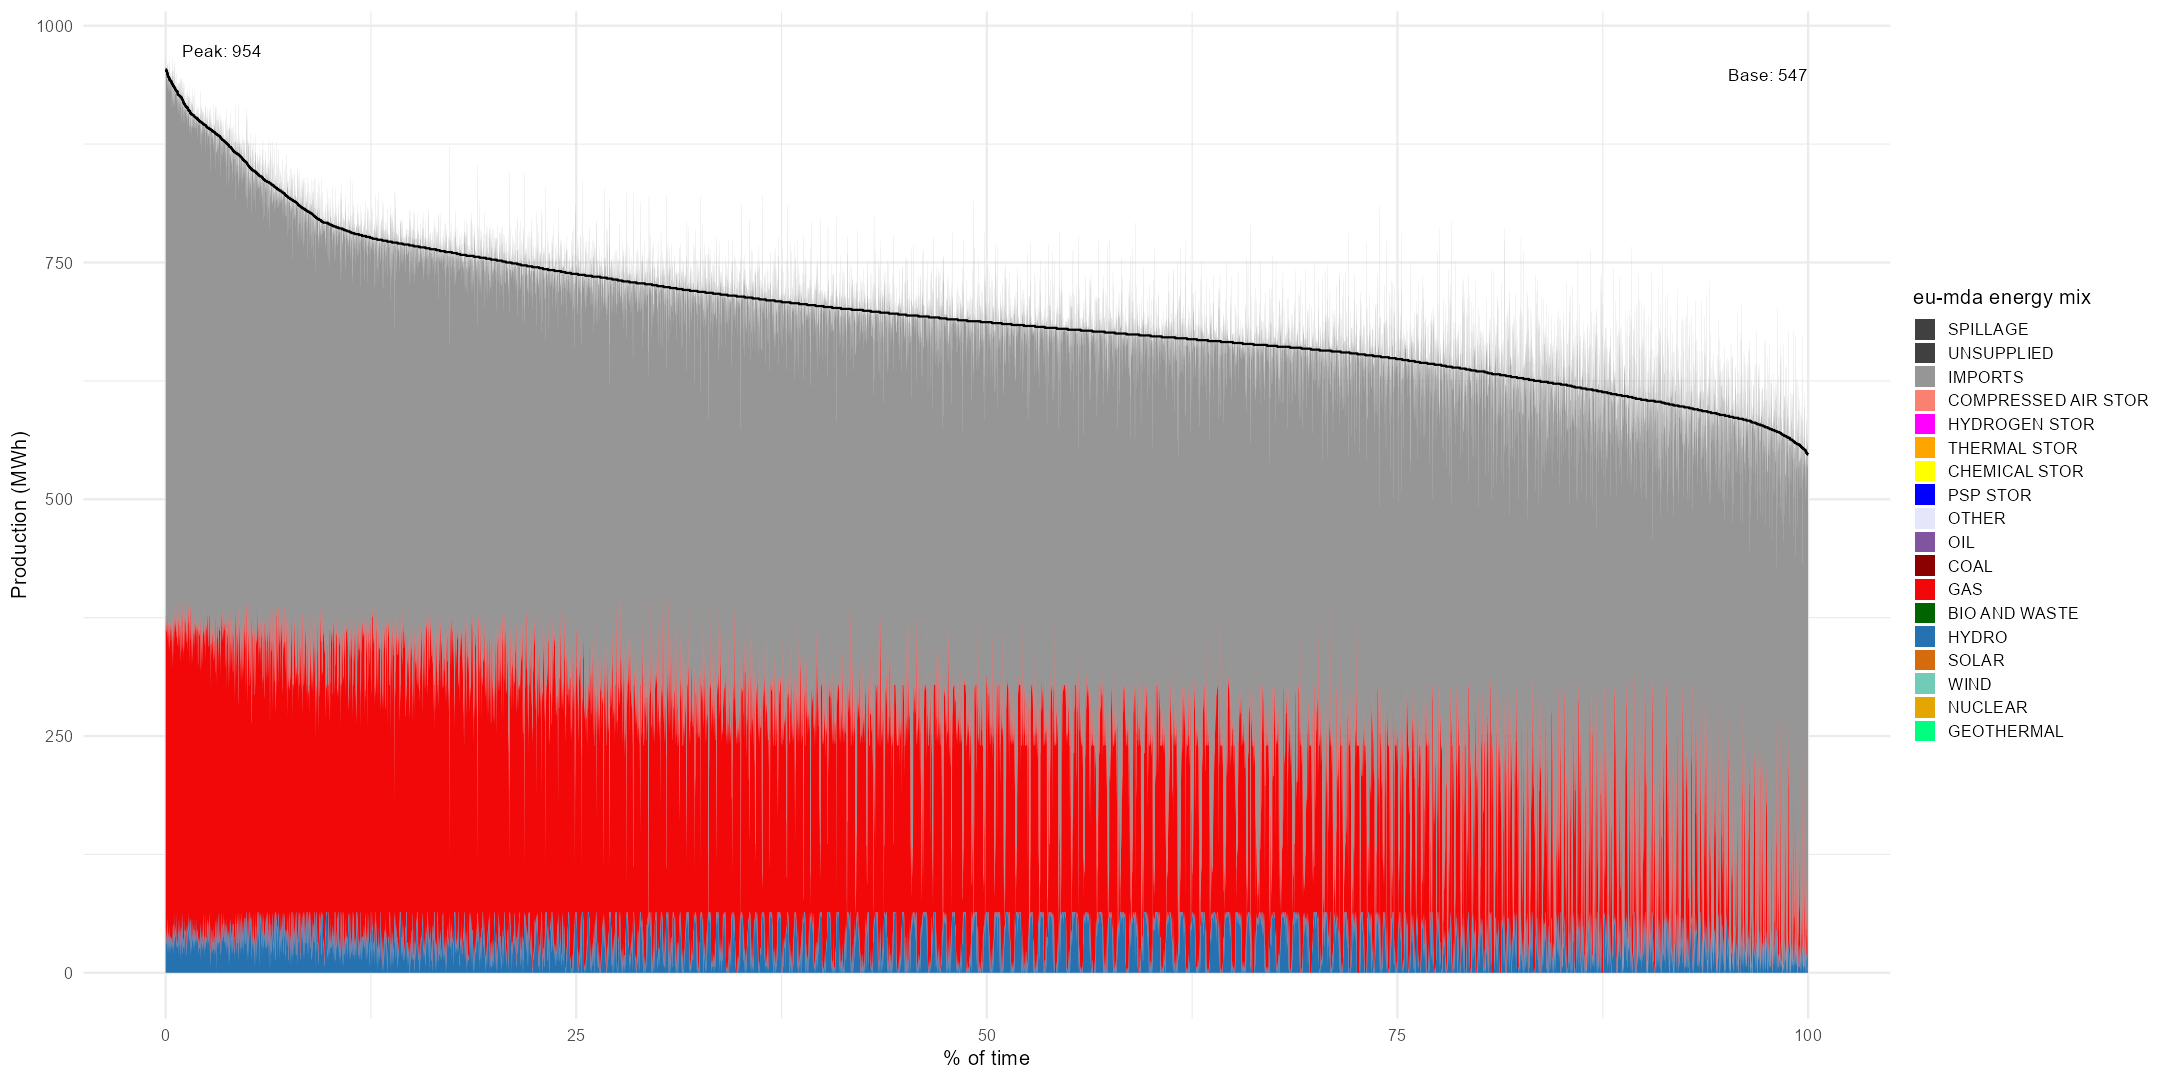 1000
750
500
250
0
Production (MWh)
Peak: 954
Base: 547
0
25
50
75
100
% of time
eu-mda energy mix
SPILLAGE
UNSUPPLIED
IMPORTS
COMPRESSED AIR STOR
HYDROGEN STOR
THERMAL STOR
CHEMICAL STOR
PSP STOR
OTHER
OIL
COAL
GAS
BIO AND WASTE
HYDRO
SOLAR
WIND
NUCLEAR
GEOTHERMAL